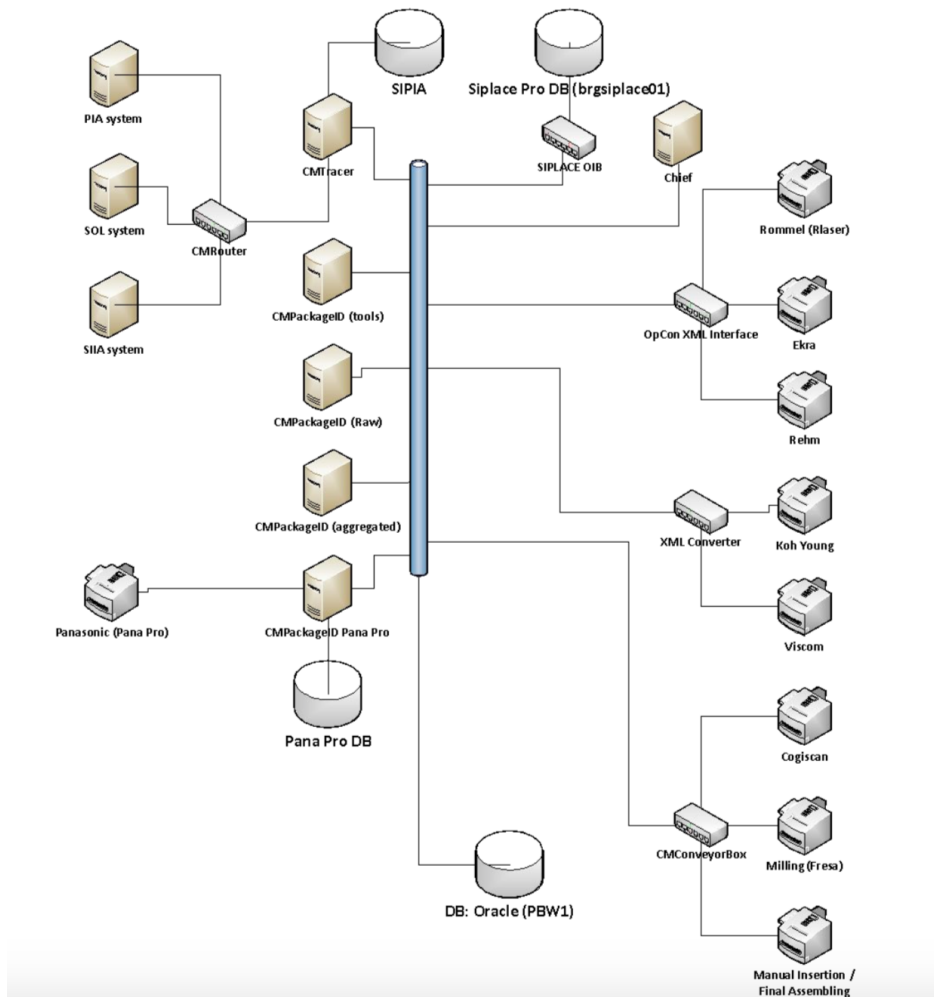 SIPIA
Siplace Pro DB (brgsiplace01)
PIA system
CMTracer
SIPLACE OIB
Chief
SOL system
CMRouter
Rommel (Rlaser)
CMPackageID (tools)
OpCon XML Interface
Ekra
SIIA system
CMPackageID (Raw)
Rehm
CMPackageID (aggregated)
XML Converter
Koh Young
Panasonic (Pana Pro)
CMPackageID Pana Pro
Viscom
Pana Pro DB
Cogiscan
CMConveyorBox
Milling (Fresa)
DB: Oracle (PBW1)
Manual Insertion /
Final Assembling